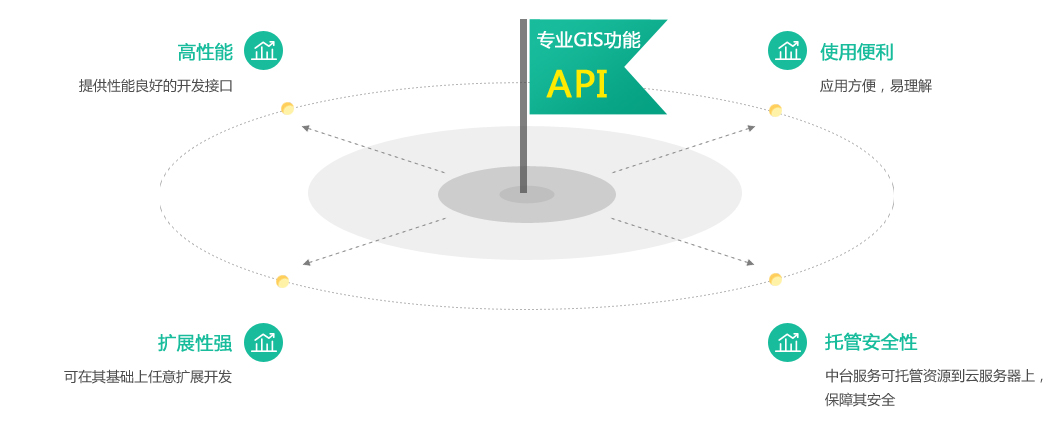 专业GIS功能
API
高性能
提供性能良好的开发接口
使用便利
应用方便，易理解
扩展性强
可在其基础上任意扩展开发
托管安全性
中台服务可托管资源到云服务器上，
保障其安全